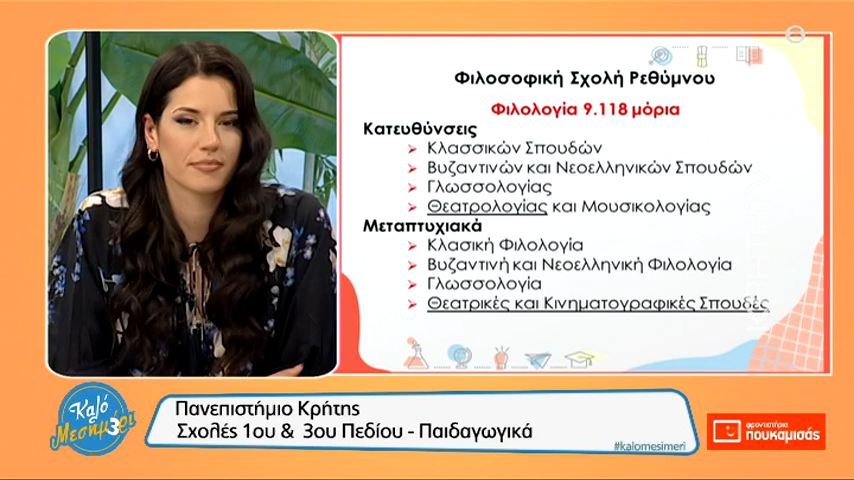 Φιλοσοφική Σχολή Ρεθύμνου
Φιλολογία 9.118 μόρια
Κατευθύνσεις
Κλασσικών Σπουδών
Βυζαντινών και Νεοελληνικών Σπουδών
Γλωσσολογίας
Θεατρολογίας και Μουσικολογίας
Μεταπτυχιακά
Κλασική Φιλολογία
Βυζαντινή και Νεοελληνική Φιλολογία
Γλωσσολογία
Θεατρικές και Κινηματογραφικές Σπουδές
Καλό
Μεσημέρι
3
Πανεπιστήμιο Κρήτης
Σχολές 1ου & 3ου Πεδίου - Παιδαγωγικά
#kalomesimeri
φροντιστήρια
πουκαμισάς